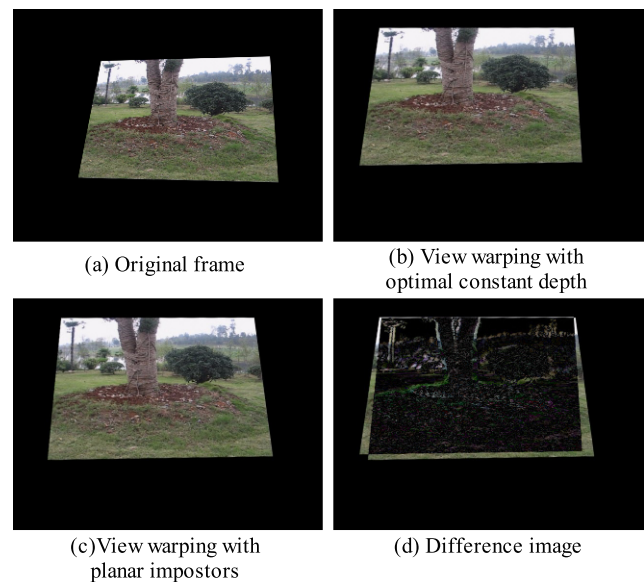 (a) Original frame
(b) View warping with
optimal constant depth
(c)View warping with
planar impostors
(d) Difference image